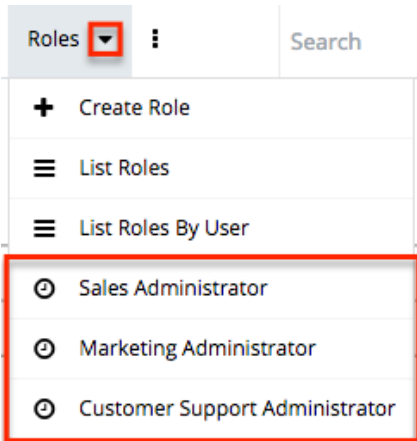 Roles
Search
Create Role
List Roles
List Roles By User
Sales Administrator
Marketing Administrator
Customer Support Administrator